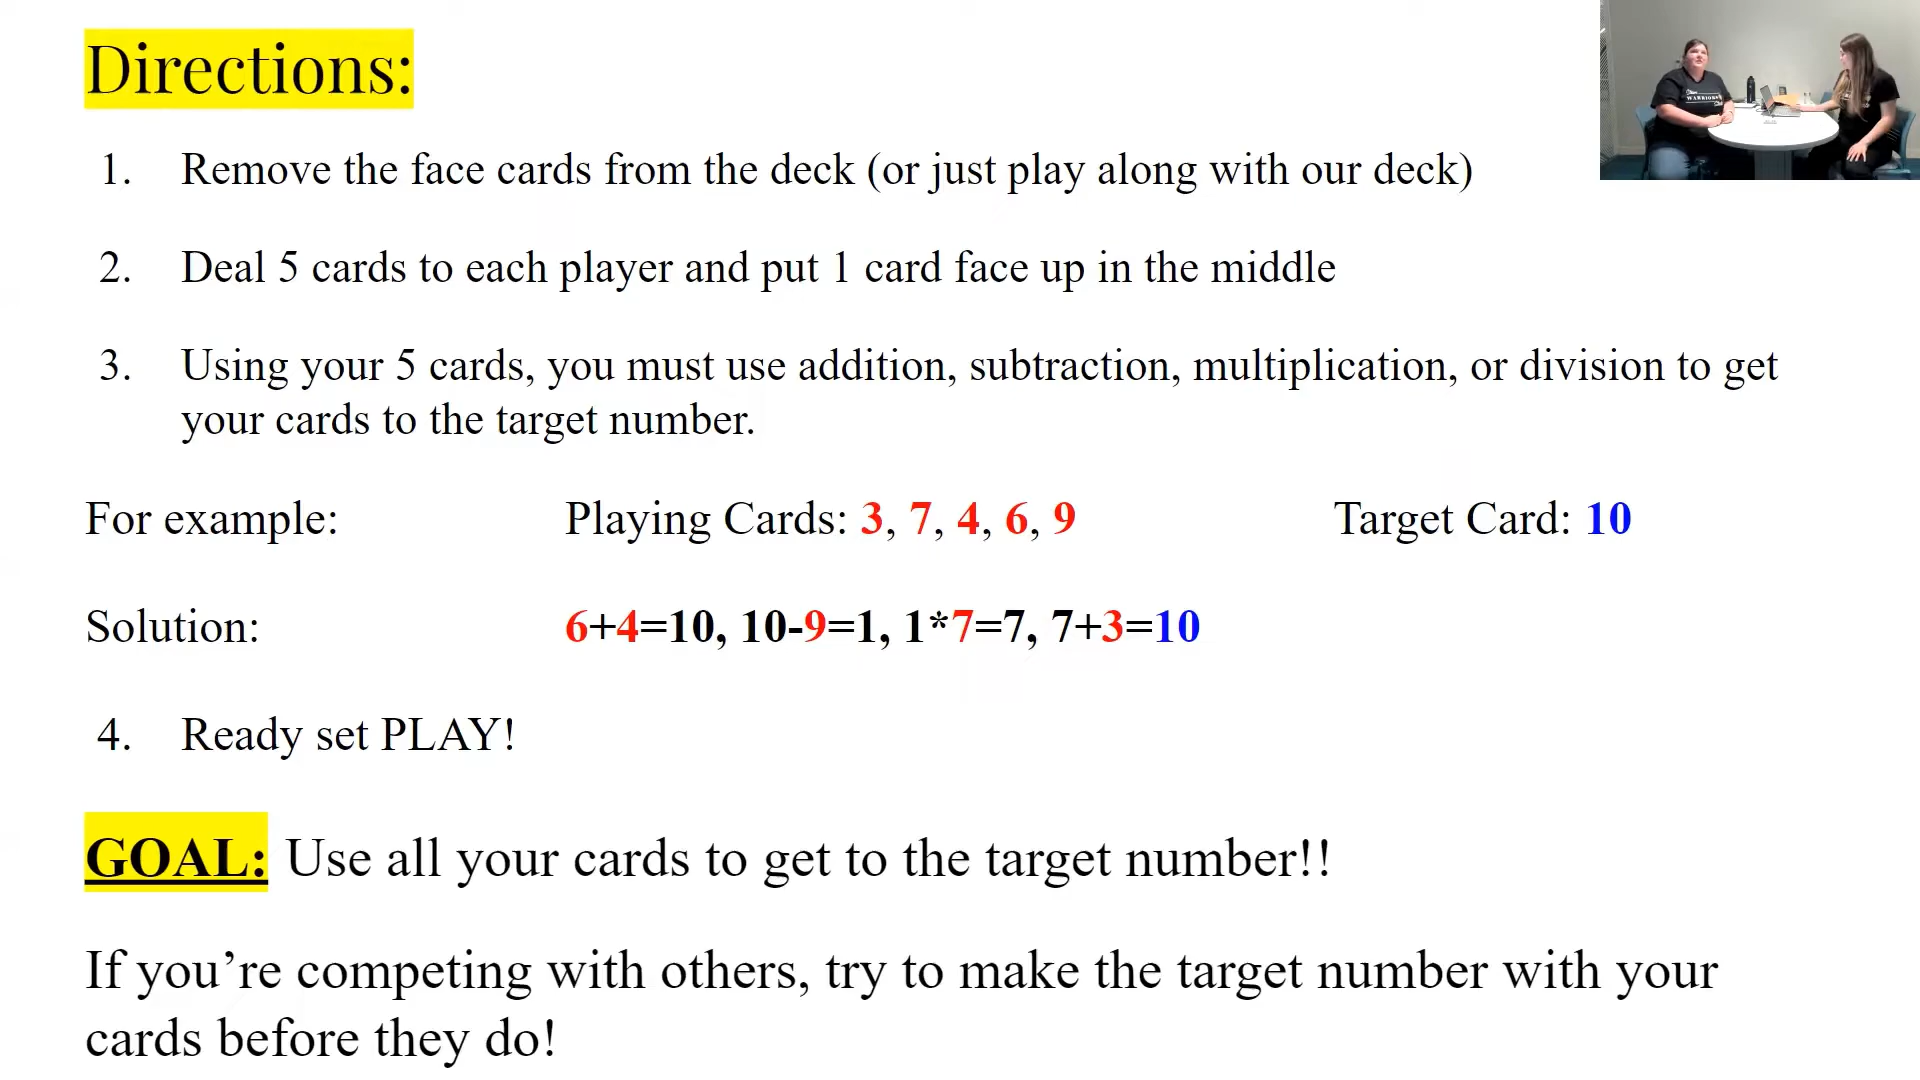 Directions:
1. Remove the face cards from the deck (or just play along with our deck)
2. Deal 5 cards to each player and put 1 card face up in the middle
3. Using your 5 cards, you must use addition, subtraction, multiplication, or division to get
your cards to the target number.
For example: Playing Cards: 3, 7, 4, 6, 9 Target Card: 10
Solution: 6+4=10, 10-9=1, 1*7=7, 7+3=10
4. Ready set PLAY!
GOAL: Use all your cards to get to the target number!!
If you’re competing with others, try to make the target number with your
cards before they do!
WARRIORS